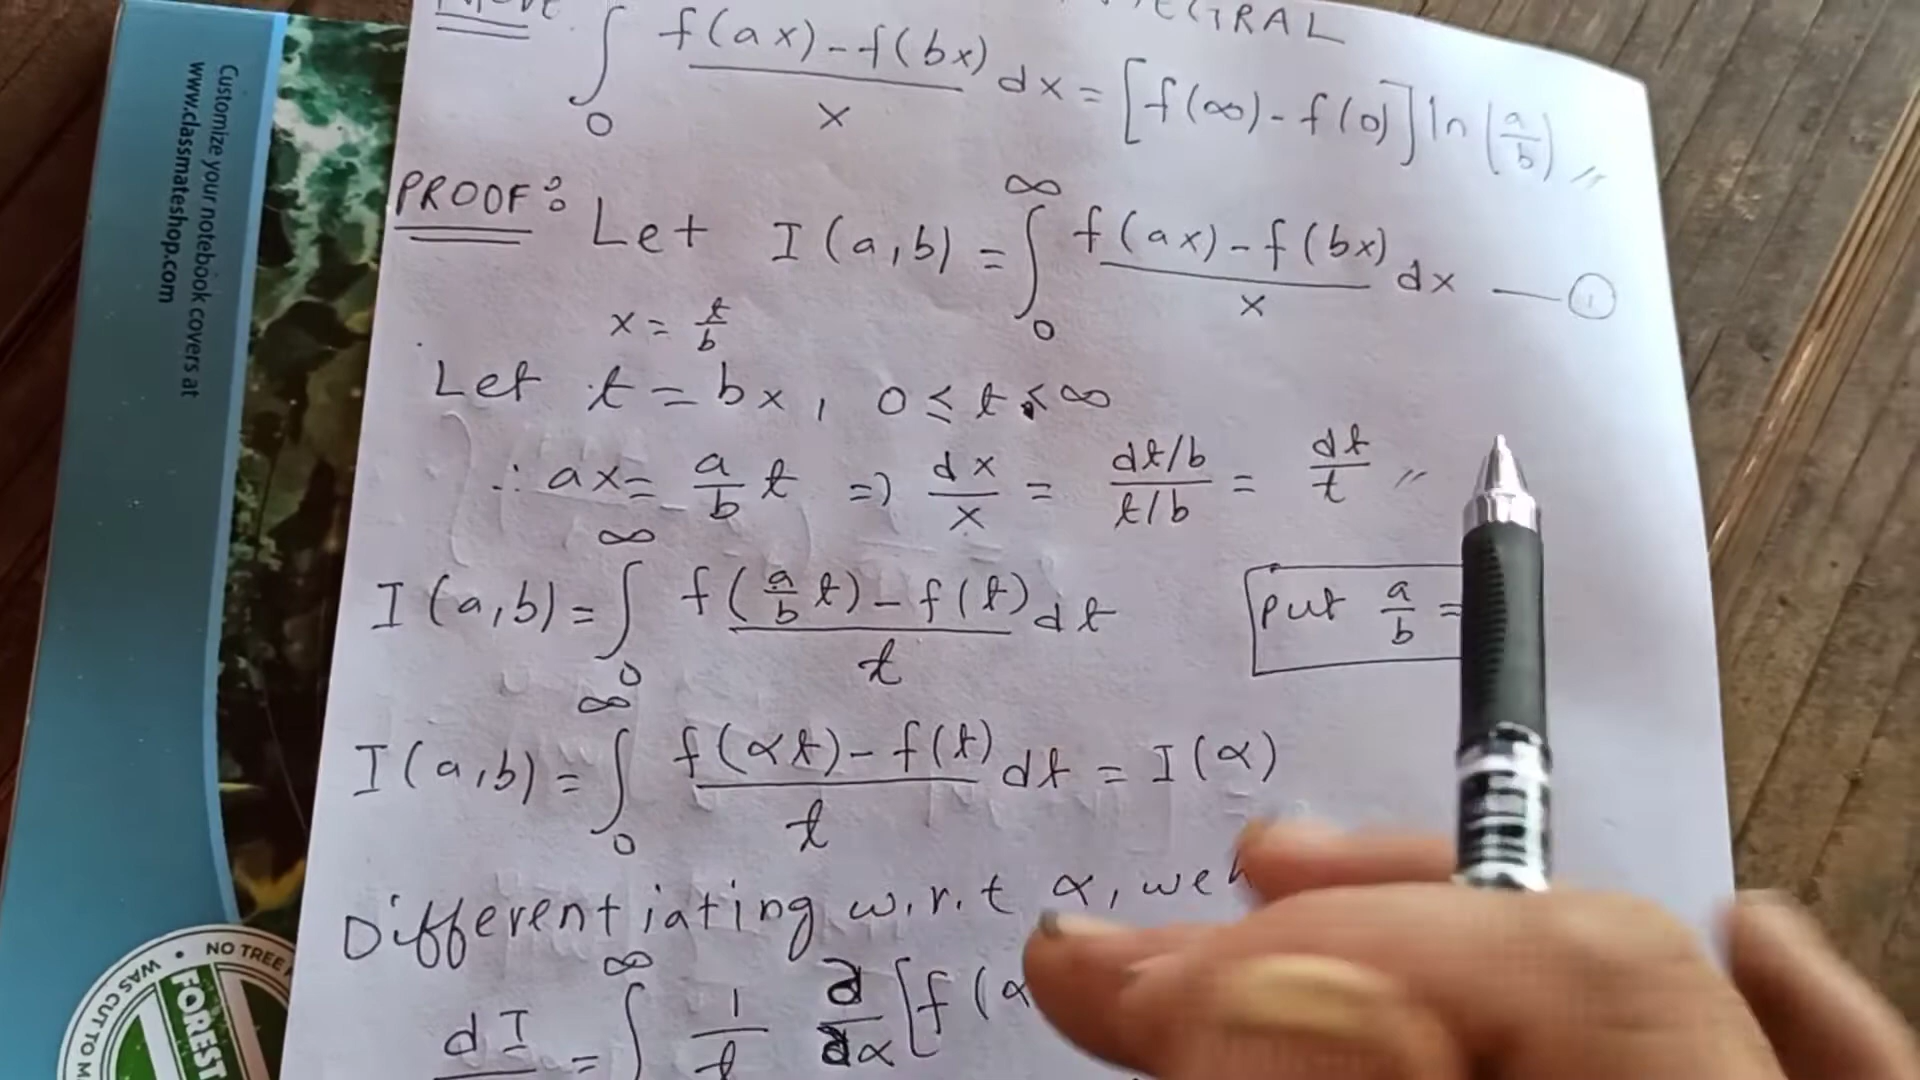 Prove: ∫₀ f(ax)-f(bx)/x dx = [f(∞)-f(0)] ln(a/b) //
PROOF: Let I(a,b) = ∫₀^∞ f(ax)-f(bx)/x dx — ①
x = t/b
Let t = bx, 0 ≤ t < ∞
∴ ax = a/b t => dx/x = dt/b / t/b = dt/t //
I(a,b) = ∫₀^∞ f(a/b t) - f(t)/t dt
put a/b =
I(a,b) = ∫₀^∞ f(αt) - f(t)/t dt = I(α)
Differentiating w.r.t α, we
dI = ∫^∞ 1/t ∂/∂α [f(α
Customize your notebook covers at
www.classmateshop.com
NO TREE
WAS CUT TO
FOREST